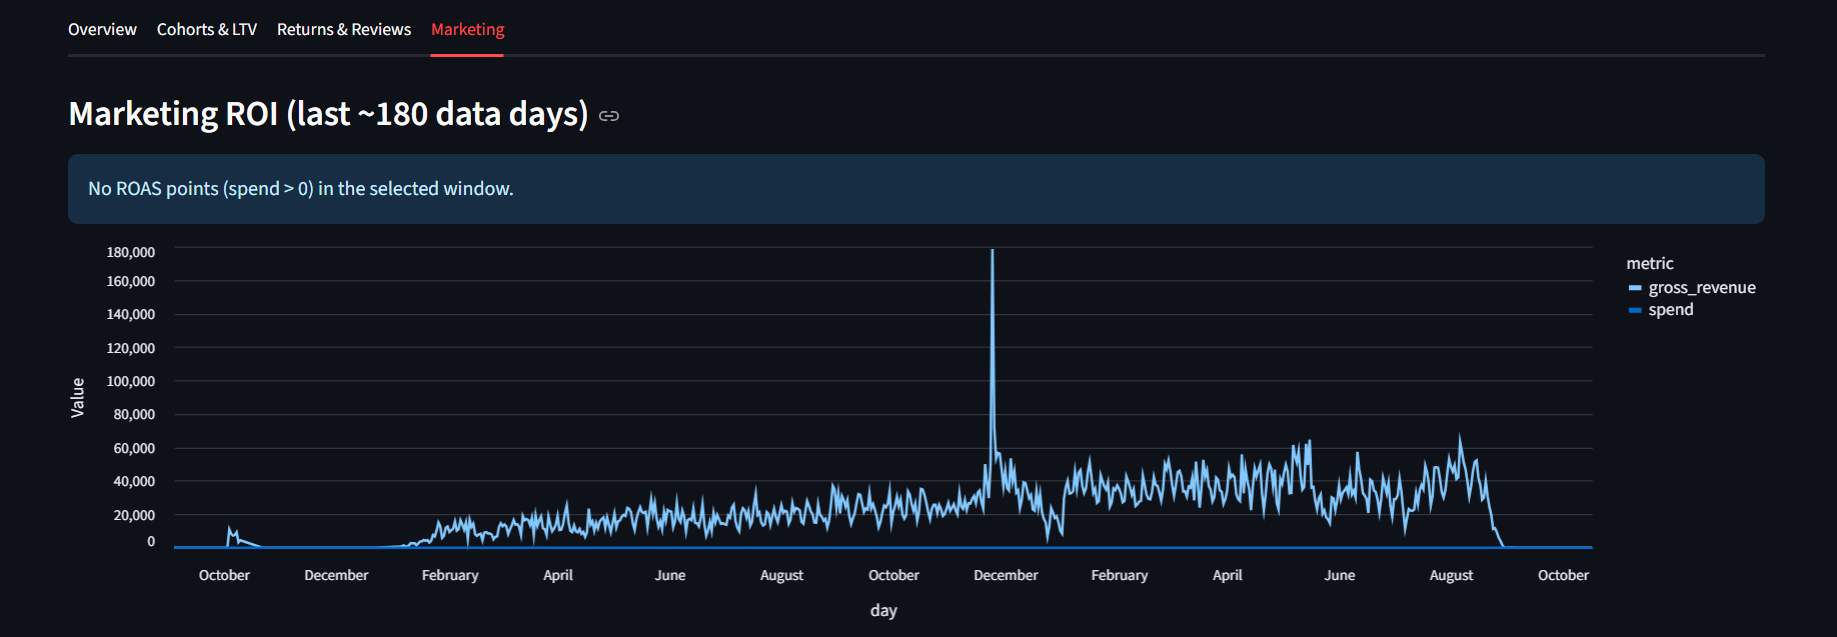 Overview Cohorts & LTV Returns & Reviews Marketing
Marketing ROI (last ~180 data days)
No ROAS points (spend > 0) in the selected window.
180,000
160,000
140,000
120,000
100,000
80,000
60,000
40,000
20,000
0
Value
October December February April June August October December February April June August October
day
metric
gross_revenue
spend